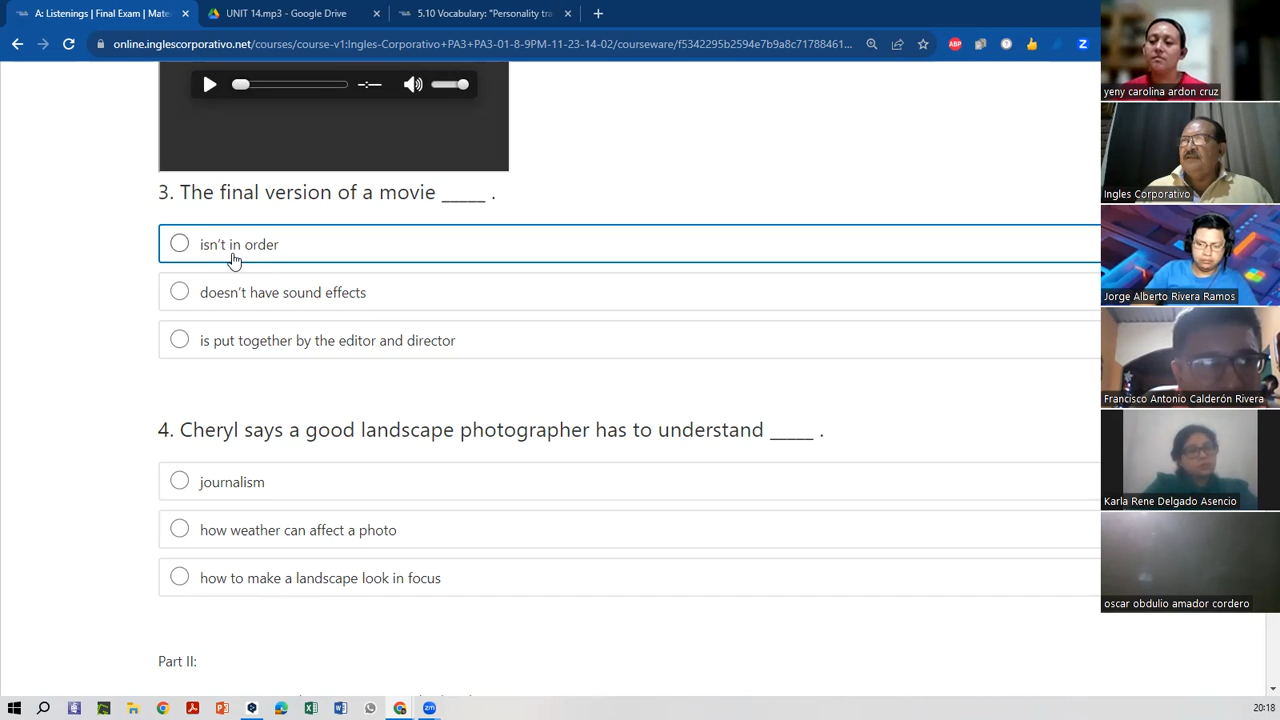 A: Listenings | Final Exam | Mate
UNIT 14.mp3 - Google Drive
5.10 Vocabulary: "Personality tra
online.inglescorporativo.net/courses/course-v1:Ingles-Corporativo+PA3+PA3-01-8-9PM-11-23-14-02/courseware/f5342295b2594e7b9a8c71788461...
ABP
Z
3. The final version of a movie _____ .
isn't in order
doesn't have sound effects
is put together by the editor and director
4. Cheryl says a good landscape photographer has to understand _____ .
journalism
how weather can affect a photo
how to make a landscape look in focus
Part II:
yeny carolina ardon cruz
Ingles Corporativo
Jorge Alberto Rivera Ramos
Francisco Antonio Calderón Rivera
Karla Rene Delgado Asencio
oscar obdulio amador cordero
20:18